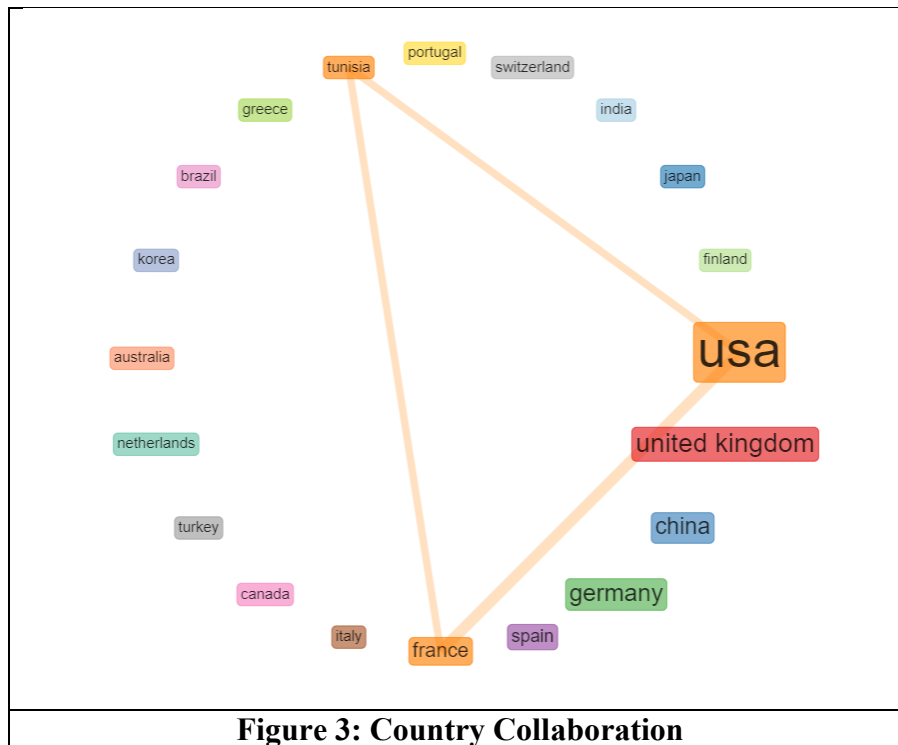 portugal
tunisia
switzerland
greece
india
brazil
japan
korea
finland
usa
australia
netherlands
united kingdom
turkey
china
canada
germany
italy
france
spain
Figure 3: Country Collaboration